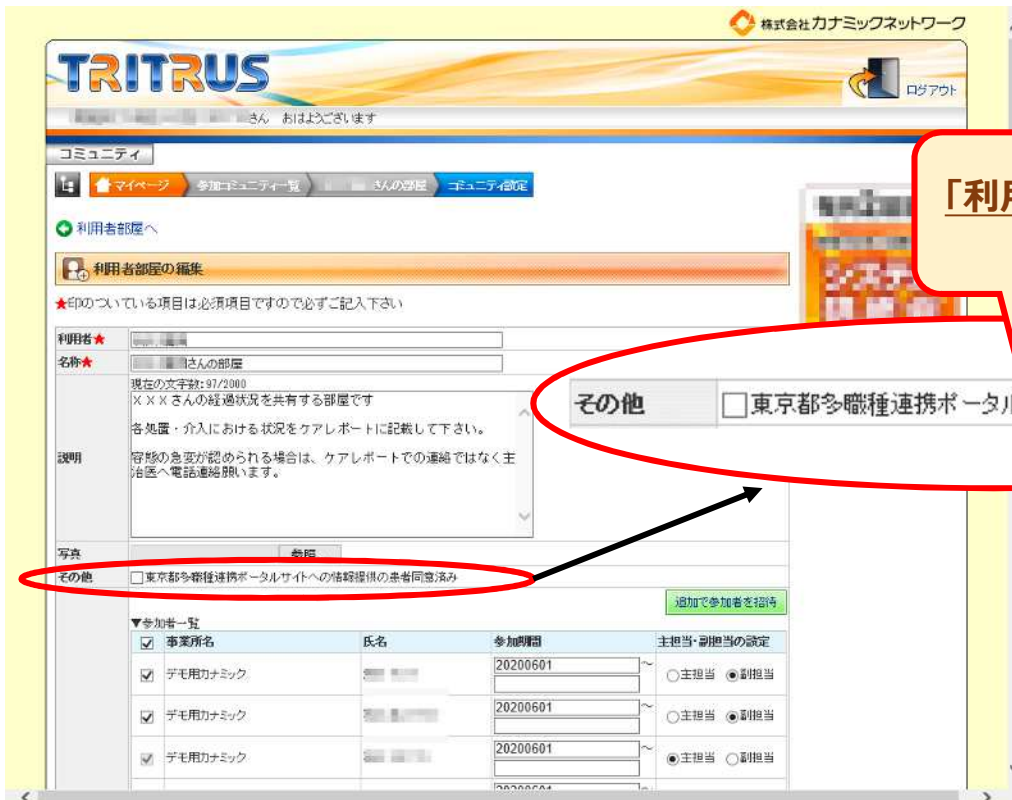 株式会社カナミックネットワーク
TRITRUS
ログアウト
さん おはようございます
コミュニティ
マイページ
参加コミュニティ一覧
さんの部屋
コミュニティ設定
「利用
利用者部屋へ
利用者部屋の編集
★印のついている項目は必須項目ですので必ずご記入下さい
利用者★
名称★
さんの部屋
現在の文字数:97/2000
XXXさんの経過状況を共有する部屋です
各処置・介入における状況をケアレポートに記載して下さい。
説明
容態の急変が認められる場合は、ケアレポートでの連絡ではなく主
治医へ電話連絡願います。
その他 □東京都多職種連携ポータル
写真 参照
その他 □東京都多職種連携ポータルサイトへの情報提供の患者同意済み
追加で参加者を招待
▼参加者一覧
事業所名 氏名 参加期間 主担当・副担当の設定
デモ用カナミック 20200601 ~ ○主担当 ◉副担当
デモ用カナミック 20200601 ~ ○主担当 ◉副担当
デモ用カナミック 20200601 ~ ◉主担当 ○副担当